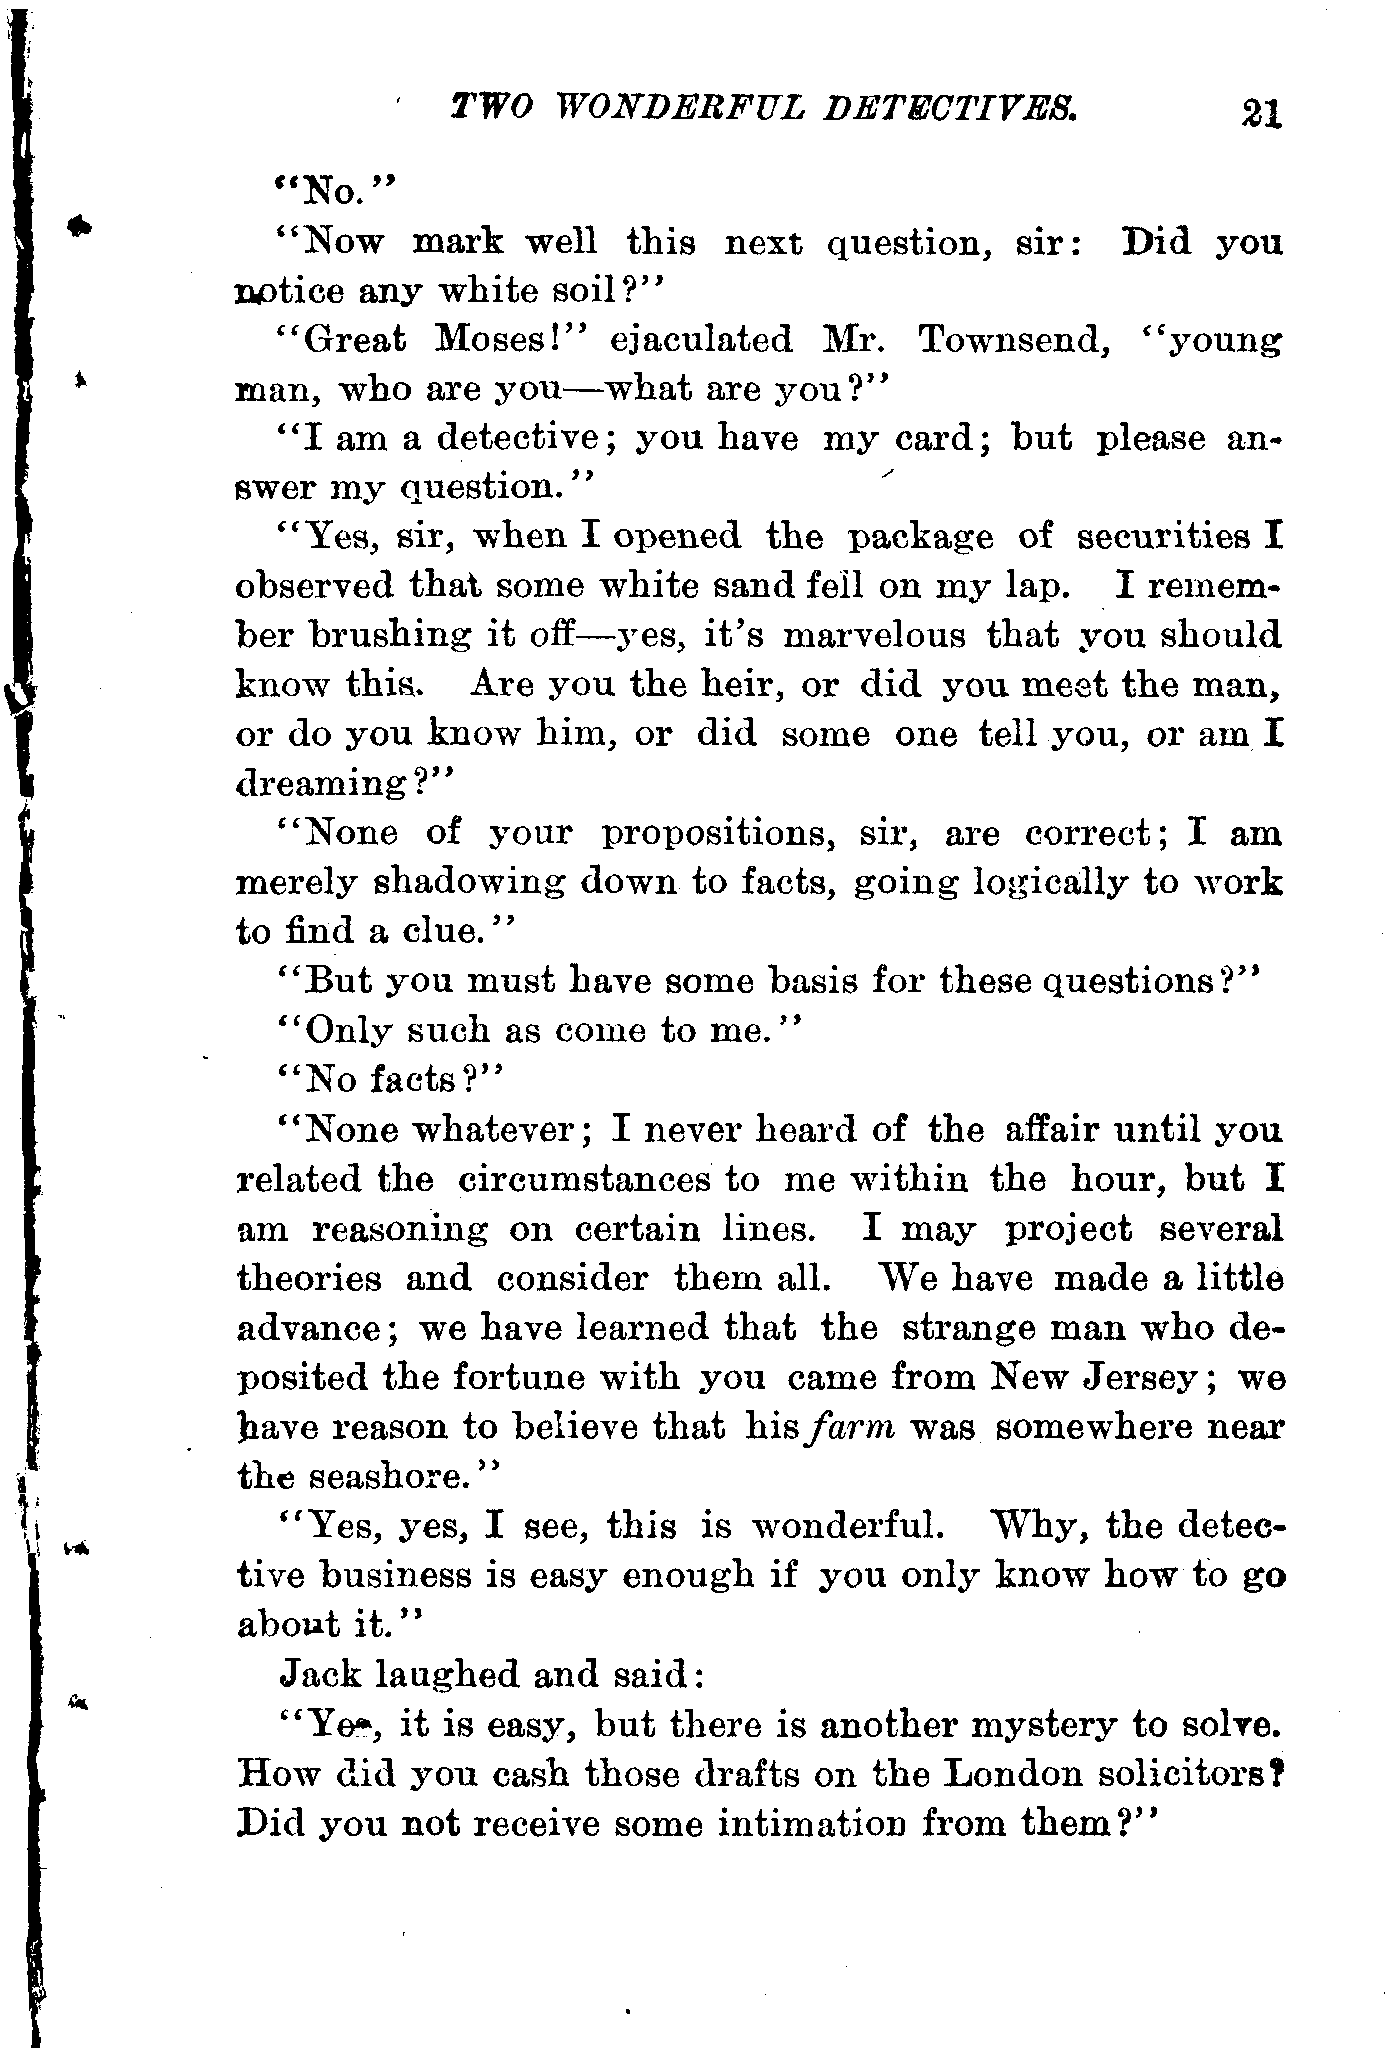 TWO WONDERFUL DETECTIVES. 21
"No."
"Now mark well this next question, sir: Did you
notice any white soil?"
"Great Moses!" ejaculated Mr. Townsend, "young
man, who are you—what are you?"
"I am a detective; you have my card; but please an-
swer my question."
"Yes, sir, when I opened the package of securities I
observed that some white sand fell on my lap. I remem-
ber brushing it off—yes, it's marvelous that you should
know this. Are you the heir, or did you meet the man,
or do you know him, or did some one tell you, or am I
dreaming?"
"None of your propositions, sir, are correct; I am
merely shadowing down to facts, going logically to work
to find a clue."
"But you must have some basis for these questions?"
"Only such as come to me."
"No facts?"
"None whatever; I never heard of the affair until you
related the circumstances to me within the hour, but I
am reasoning on certain lines. I may project several
theories and consider them all. We have made a little
advance; we have learned that the strange man who de-
posited the fortune with you came from New Jersey; we
have reason to believe that his farm was somewhere near
the seashore."
"Yes, yes, I see, this is wonderful. Why, the detec-
tive business is easy enough if you only know how to go
about it."
Jack laughed and said:
"Yes, it is easy, but there is another mystery to solve.
How did you cash those drafts on the London solicitors?
Did you not receive some intimation from them?"